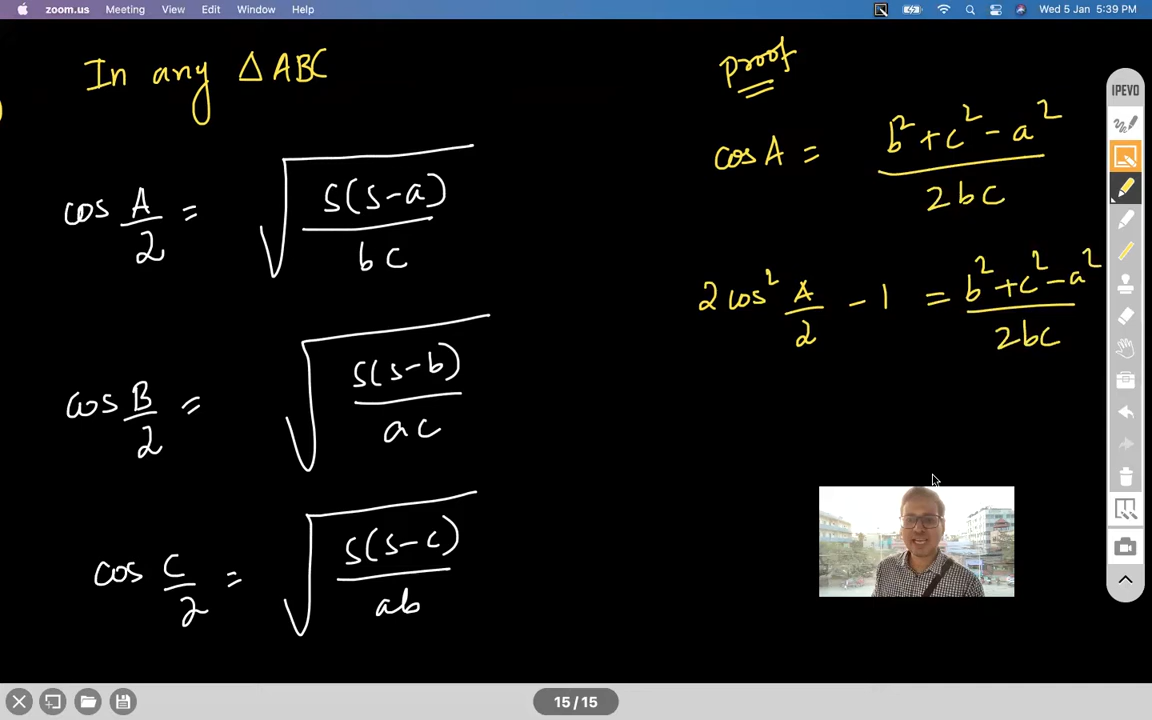 zoom.us Meeting View Edit Window Help Wed 5 Jan 5:39 PM
In any △ABC
cos A/2 = √(s(s-a)/bc)
cos B/2 = √(s(s-b)/ac)
cos C/2 = √(s(s-c)/ab)
proof
cosA = (b²+c²-a²)/2bc
2cos² A/2 - 1 = (b²+c²-a²)/2bc
IPEVO
15/15